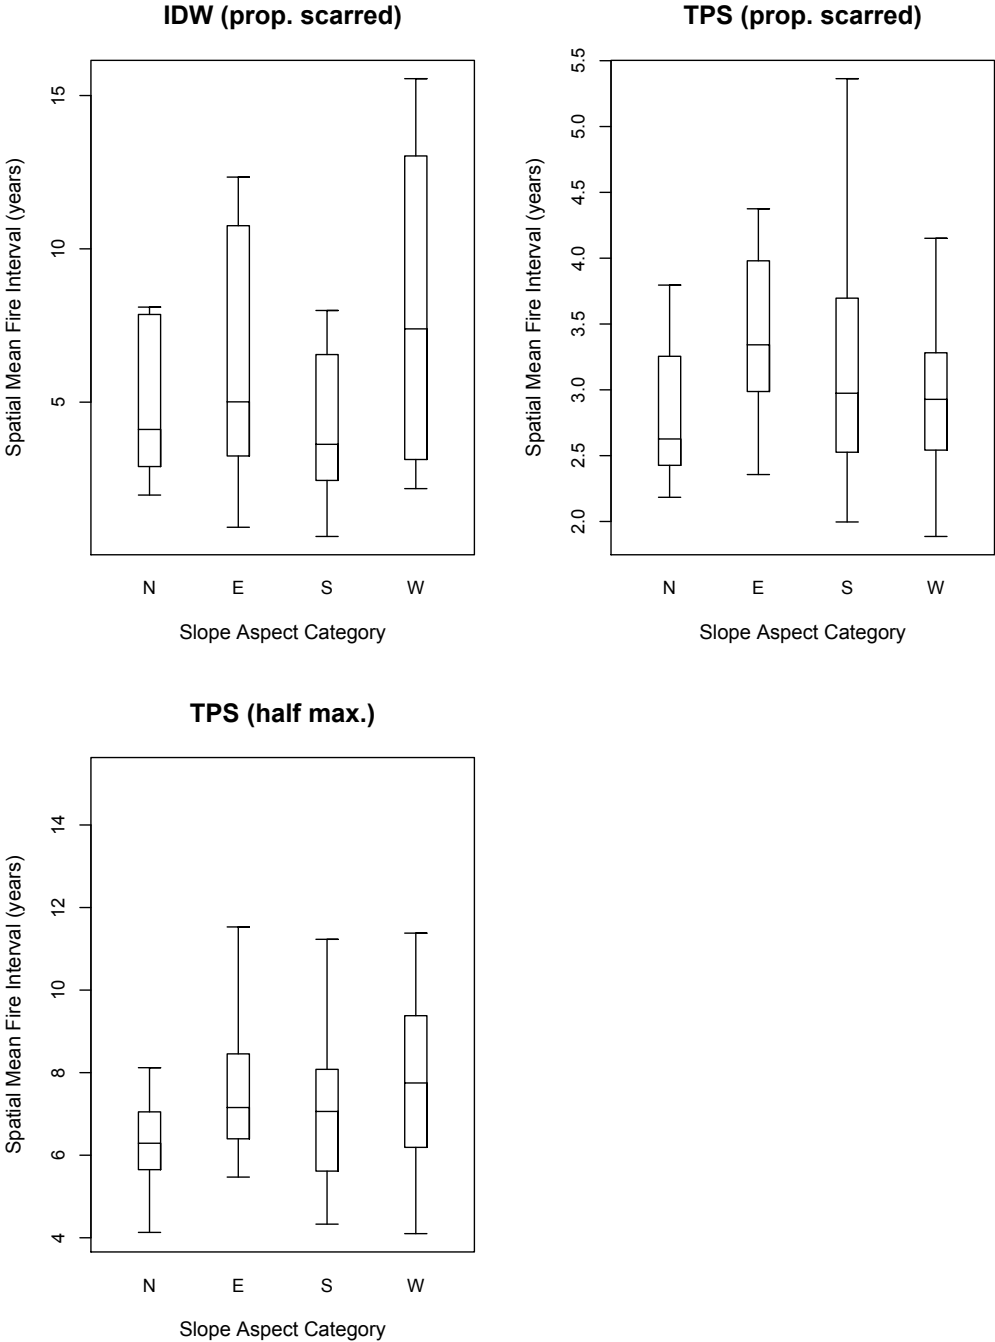 IDW (prop. scarred)
Spatial Mean Fire Interval (years)
15
10
5
N E S W
Slope Aspect Category
TPS (prop. scarred)
Spatial Mean Fire Interval (years)
5.5
5.0
4.5
4.0
3.5
3.0
2.5
2.0
N E S W
Slope Aspect Category
TPS (half max.)
Spatial Mean Fire Interval (years)
14
12
10
8
6
4
N E S W
Slope Aspect Category